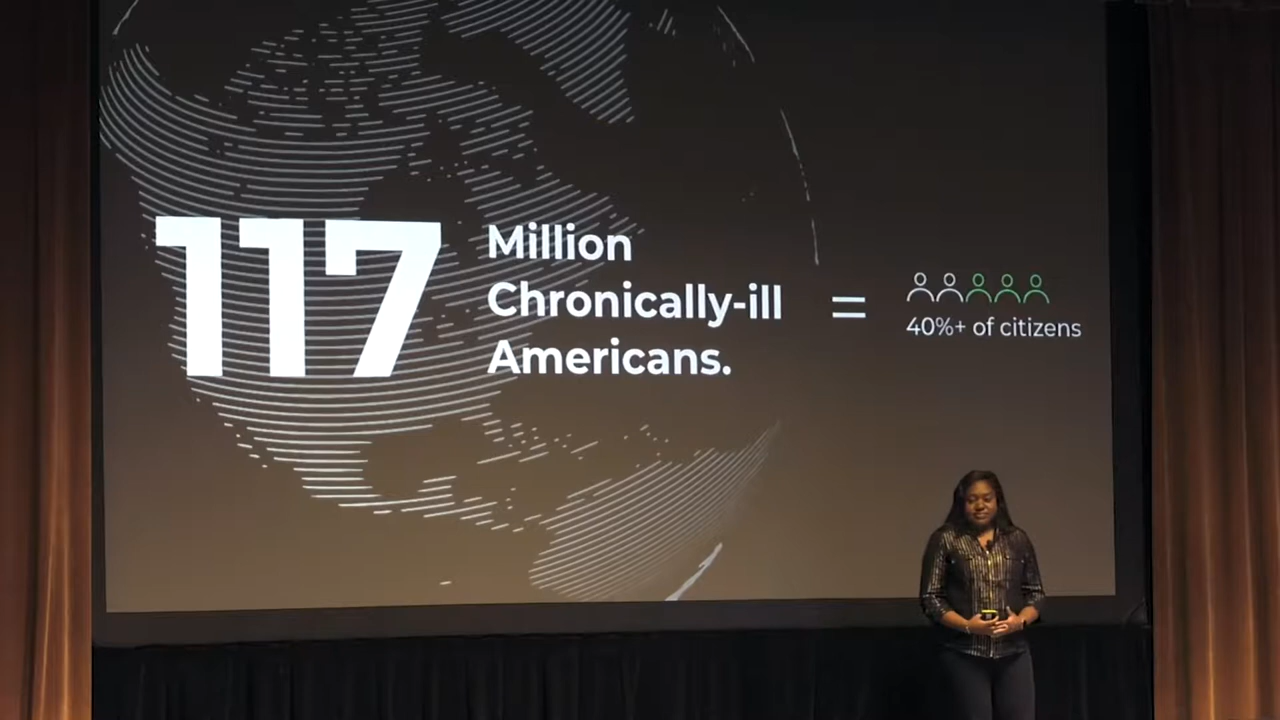 117
Million
Chronically-ill
Americans.
=
40%+ of citizens